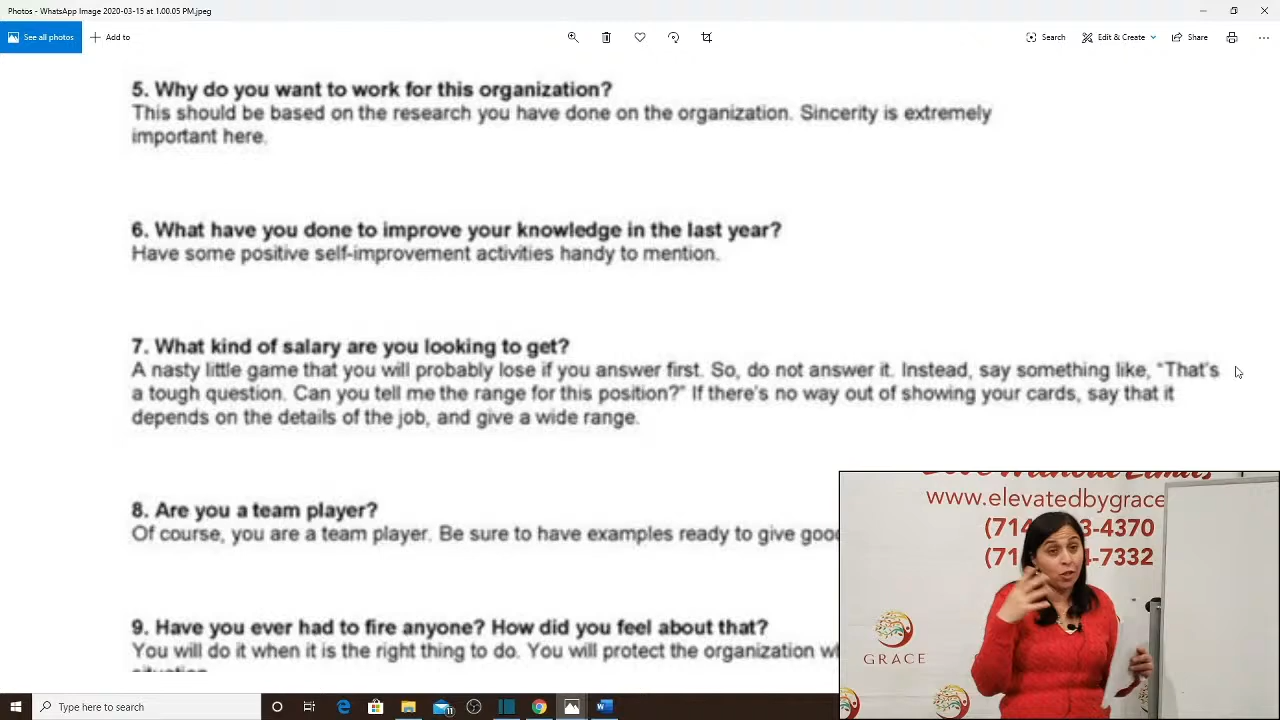 Photos - WhatsApp Image 2020-03-15 at 1.00.05 PM.jpeg
See all photos
Add to
Search
Edit & Create
Share
5. Why do you want to work for this organization?
This should be based on the research you have done on the organization. Sincerity is extremely
important here.
6. What have you done to improve your knowledge in the last year?
Have some positive self-improvement activities handy to mention.
7. What kind of salary are you looking to get?
A nasty little game that you will probably lose if you answer first. So, do not answer it. Instead, say something like, "That's
a tough question. Can you tell me the range for this position?" If there's no way out of showing your cards, say that it
depends on the details of the job, and give a wide range.
8. Are you a team player?
Of course, you are a team player. Be sure to have examples ready to give
9. Have you ever had to fire anyone? How did you feel about that?
You will do it when it is the right thing to do. You will protect the organization
www.elevatedbygrace
(714
3-4370
(71
-7332
GRACE
Type here to search
11